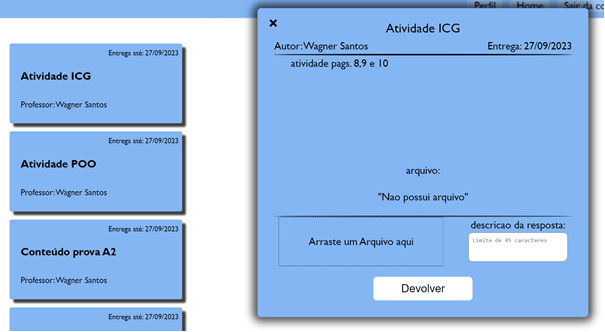 Perfil Home Sair da co
Entrega até: 27/09/2023
Atividade ICG
Professor: Wagner Santos
Entrega até: 27/09/2023
Atividade POO
Professor: Wagner Santos
Entrega até: 27/09/2023
Conteúdo prova A2
Professor: Wagner Santos
Entrega até: 27/09/2023
×
Atividade ICG
Autor: Wagner Santos Entrega: 27/09/2023
atividade pags. 8,9 e 10
arquivo:
"Nao possui arquivo"
Arraste um Arquivo aqui
descricao da resposta:
Limite de 45 caracteres
Devolver